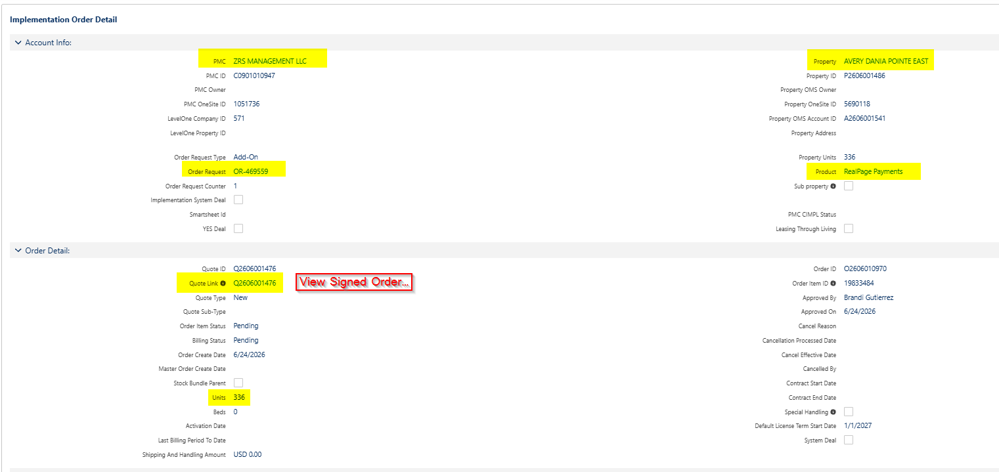 Implementation Order Detail
Account Info:
PMC ZRS MANAGEMENT LLC
Property AVERY DANIA POINTE EAST
PMC ID C0901010947
Property ID P2606001486
PMC Owner
Property OMS Owner
PMC OneSite ID 1051736
Property OneSite ID 5690118
LevelOne Company ID 571
Property OMS Account ID A2606001541
LevelOne Property ID
Property Address
Order Request Type Add-On
Property Units 336
Order Request OR-469559
Product RealPage Payments
Order Request Counter 1
Sub property
Implementation System Deal
Smartsheet Id
PMC CIMPL Status
YES Deal
Leasing Through Living
Order Detail:
Quote ID Q2606001476
Order ID O2606010970
Quote Link Q2606001476
View Signed Order...
Order Item ID 19833484
Quote Type New
Approved By Brandi Gutierrez
Quote Sub-Type
Approved On 6/24/2026
Order Item Status Pending
Cancel Reason
Billing Status Pending
Cancellation Processed Date
Order Create Date 6/24/2026
Cancel Effective Date
Master Order Create Date
Cancelled By
Stock Bundle Parent
Contract Start Date
Units 336
Contract End Date
Beds 0
Special Handling
Activation Date
Default License Term Start Date 1/1/2027
Last Billing Period To Date
System Deal
Shipping And Handling Amount USD 0.00